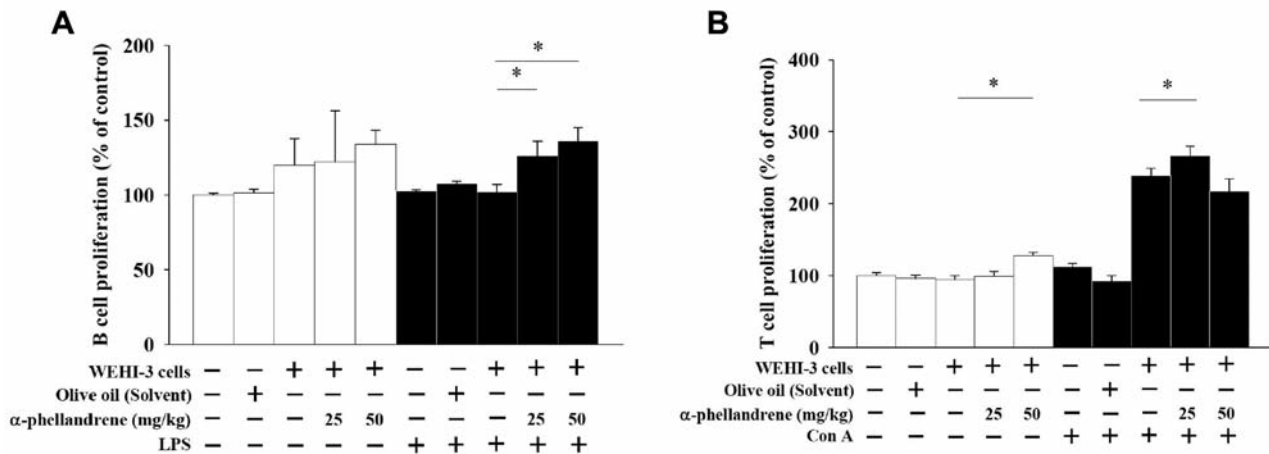 A
B cell proliferation (% of control)
200
150
100
50
0
*
*
WEHI-3 cells − − + + + − − + + +
Olive oil (Solvent) − + − − − − + − − −
α-phellandrene (mg/kg) − − − 25 50 − − − 25 50
LPS − − − − − + + + + +
B
T cell proliferation (% of control)
400
300
200
100
0
*
*
WEHI-3 cells − − + + + − − + + +
Olive oil (Solvent) − + − − − − + − − −
α-phellandrene (mg/kg) − − − 25 50 − − − 25 50
Con A − − − − − + + + + +